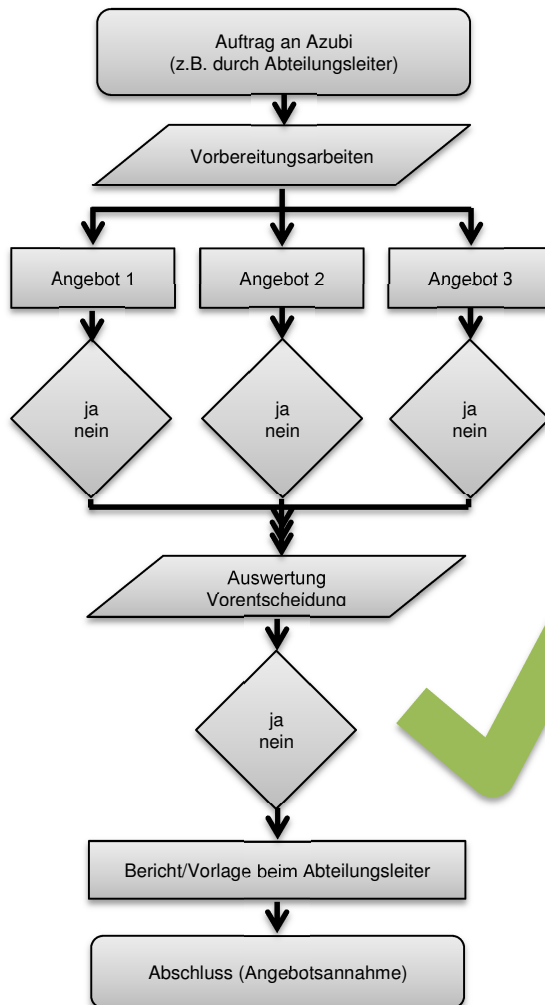 Auftrag an Azubi
(z.B. durch Abteilungsleiter)
Vorbereitungsarbeiten
Angebot 1
Angebot 2
Angebot 3
ja
nein
ja
nein
ja
nein
Auswertung
Vorentscheidung
ja
nein
Bericht/Vorlage beim Abteilungsleiter
Abschluss (Angebotsannahme)